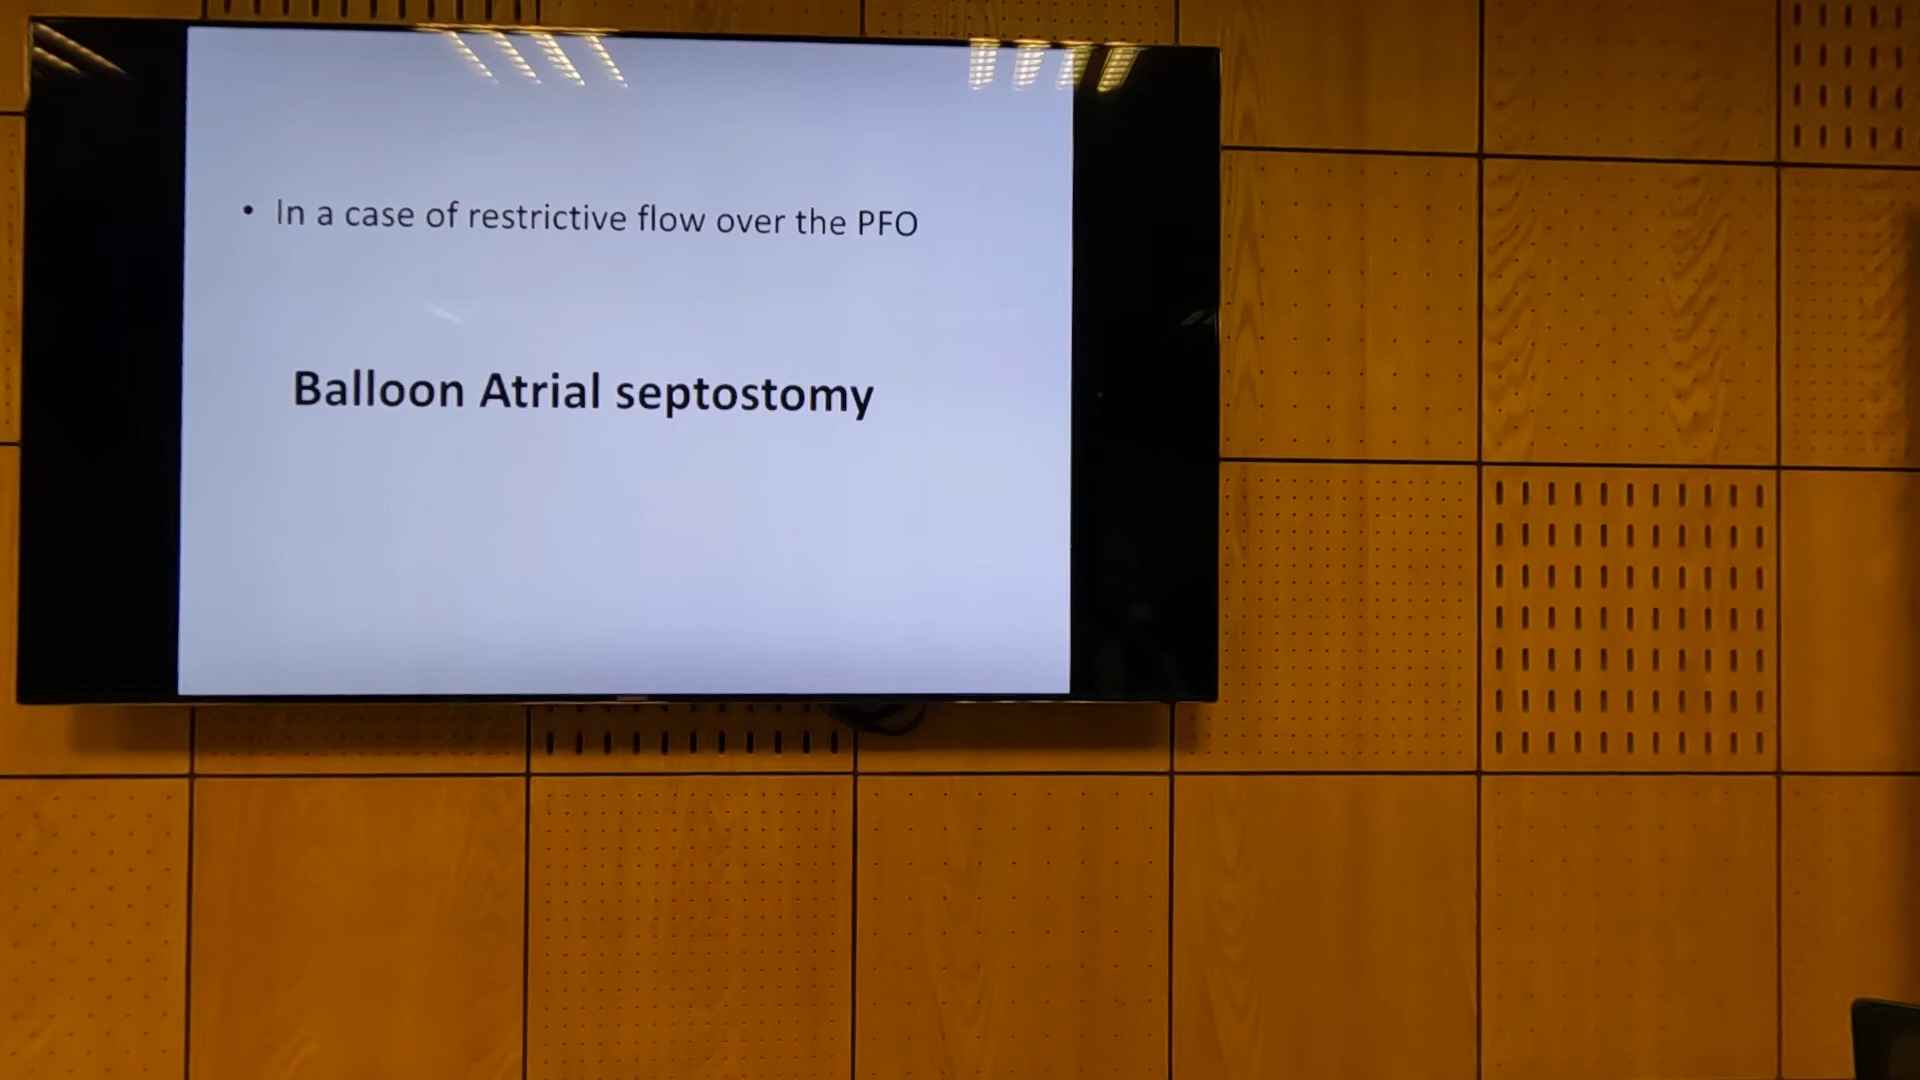 • In a case of restrictive flow over the PFO
Balloon Atrial septostomy